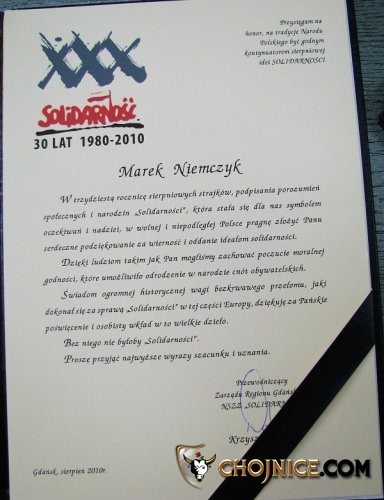 Przysięgam na
honor, na tradycje Narodu
Polskiego być godnym
kontynuatorem sierpniowej
idei SOLIDARNOŚCI
XXX
SOLIDARNOŚĆ
30 LAT 1980-2010
Marek Niemczyk
W trzydziestą rocznicę sierpniowych strajków, podpisania porozumień
społecznych i narodzin „Solidarności”, która stała się dla nas symbolem
oczekiwań i nadziei, w wolnej i niepodległej Polsce pragnę złożyć Panu
serdeczne podziękowanie za wierność i oddanie ideałom solidarności.
Dzięki ludziom takim jak Pan mogliśmy zachować poczucie moralnej
godności, które umożliwiło odrodzenie w narodzie cnót obywatelskich.
Świadom ogromnej historycznej wagi bezkrwawego przełomu, jaki
dokonał się za sprawą „Solidarności” w tej części Europy, dziękuję za Pańskie
poświęcenie i osobisty wkład w to wielkie dzieło.
Bez niego nie byłoby „Solidarności”.
Proszę przyjąć najwyższe wyrazy szacunku i uznania.
Przewodniczący
Zarządu Regionu Gdańs
NSZZ „SOLIDARN
Krzysz
Gdańsk, sierpień 2010r.
CHOJNICE.COM